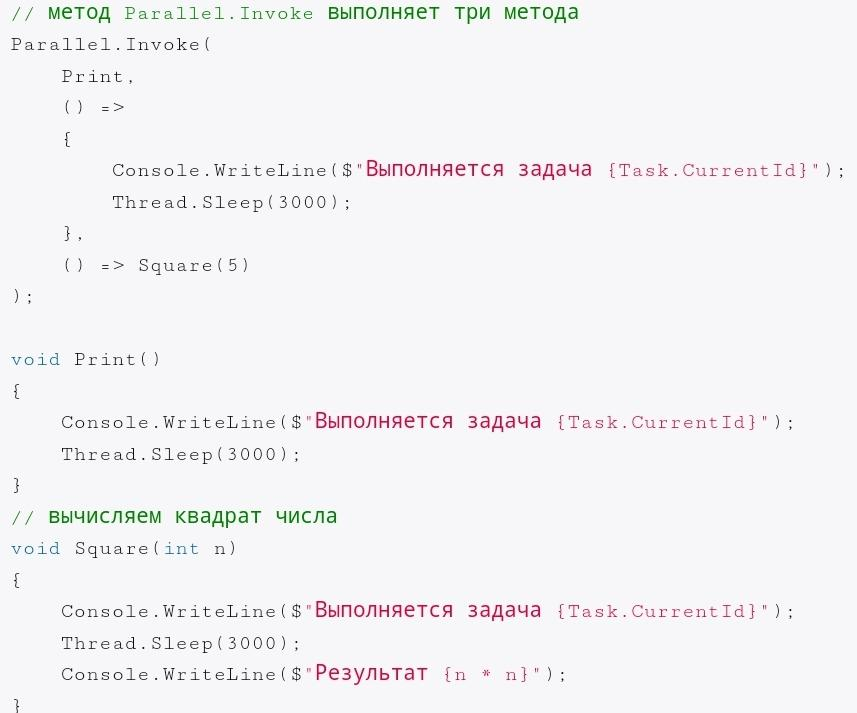 // метод Parallel.Invoke выполняет три метода
Parallel.Invoke(
    Print,
    () =>
    {
        Console.WriteLine($"Выполняется задача {Task.CurrentId}");
        Thread.Sleep(3000);
    },
    () => Square(5)
);

void Print()
{
    Console.WriteLine($"Выполняется задача {Task.CurrentId}");
    Thread.Sleep(3000);
}
// вычисляем квадрат числа
void Square(int n)
{
    Console.WriteLine($"Выполняется задача {Task.CurrentId}");
    Thread.Sleep(3000);
    Console.WriteLine($"Результат {n * n}");
}